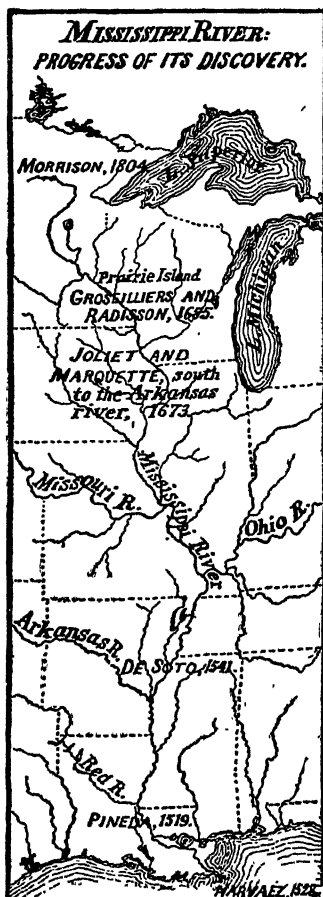 MISSISSIPPI RIVER:
PROGRESS OF ITS DISCOVERY.
MORRISON, 1804.
L. Superior
Prairie Island
GROSEILLIERS AND
RADISSON, 1655.
L. Michigan
JOLIET AND
MARQUETTE, south
to the Arkansas
river, 1673.
Missouri R.
Mississippi River
Ohio R.
Arkansas R.
DE SOTO, 1541.
Red R.
PINEDA, 1519.
NARVAEZ, 1528.